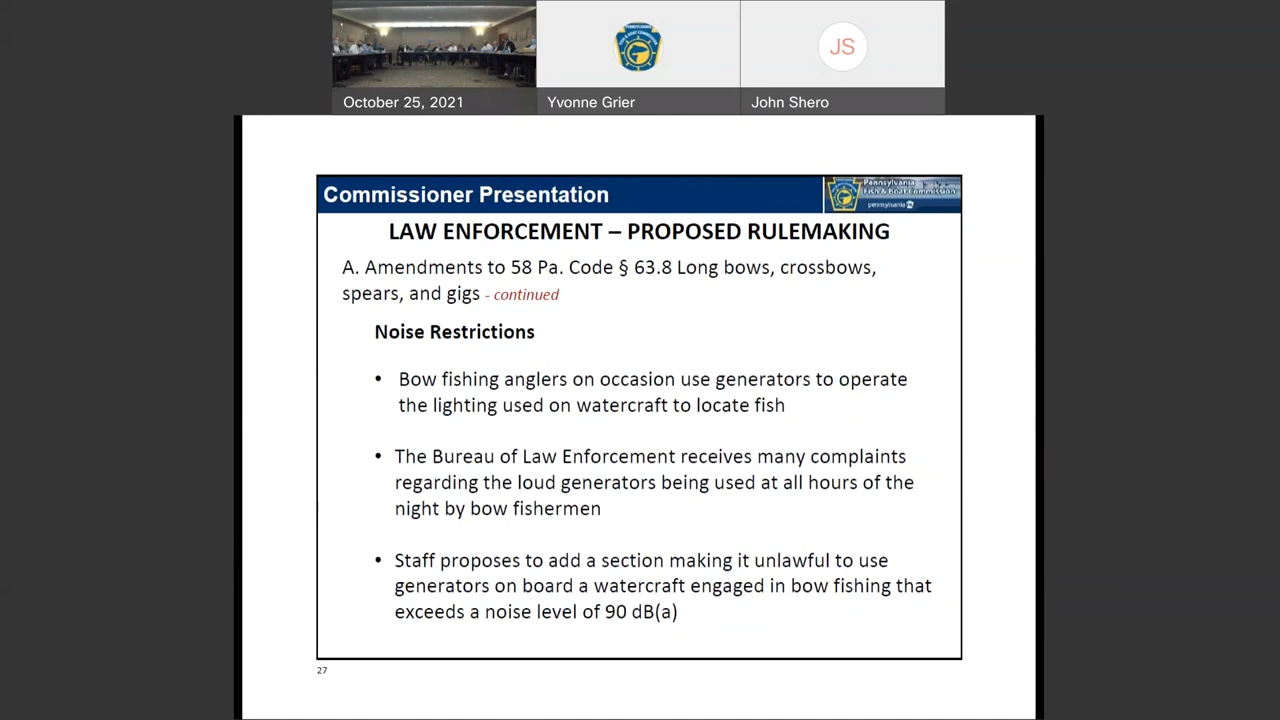 October 25, 2021
Yvonne Grier
JS
John Shero
Commissioner Presentation
Pennsylvania
Fish & Boat Commission
pennsylvania
LAW ENFORCEMENT – PROPOSED RULEMAKING
A. Amendments to 58 Pa. Code § 63.8 Long bows, crossbows,
spears, and gigs - continued
Noise Restrictions
• Bow fishing anglers on occasion use generators to operate
the lighting used on watercraft to locate fish
• The Bureau of Law Enforcement receives many complaints
regarding the loud generators being used at all hours of the
night by bow fishermen
• Staff proposes to add a section making it unlawful to use
generators on board a watercraft engaged in bow fishing that
exceeds a noise level of 90 dB(a)
27